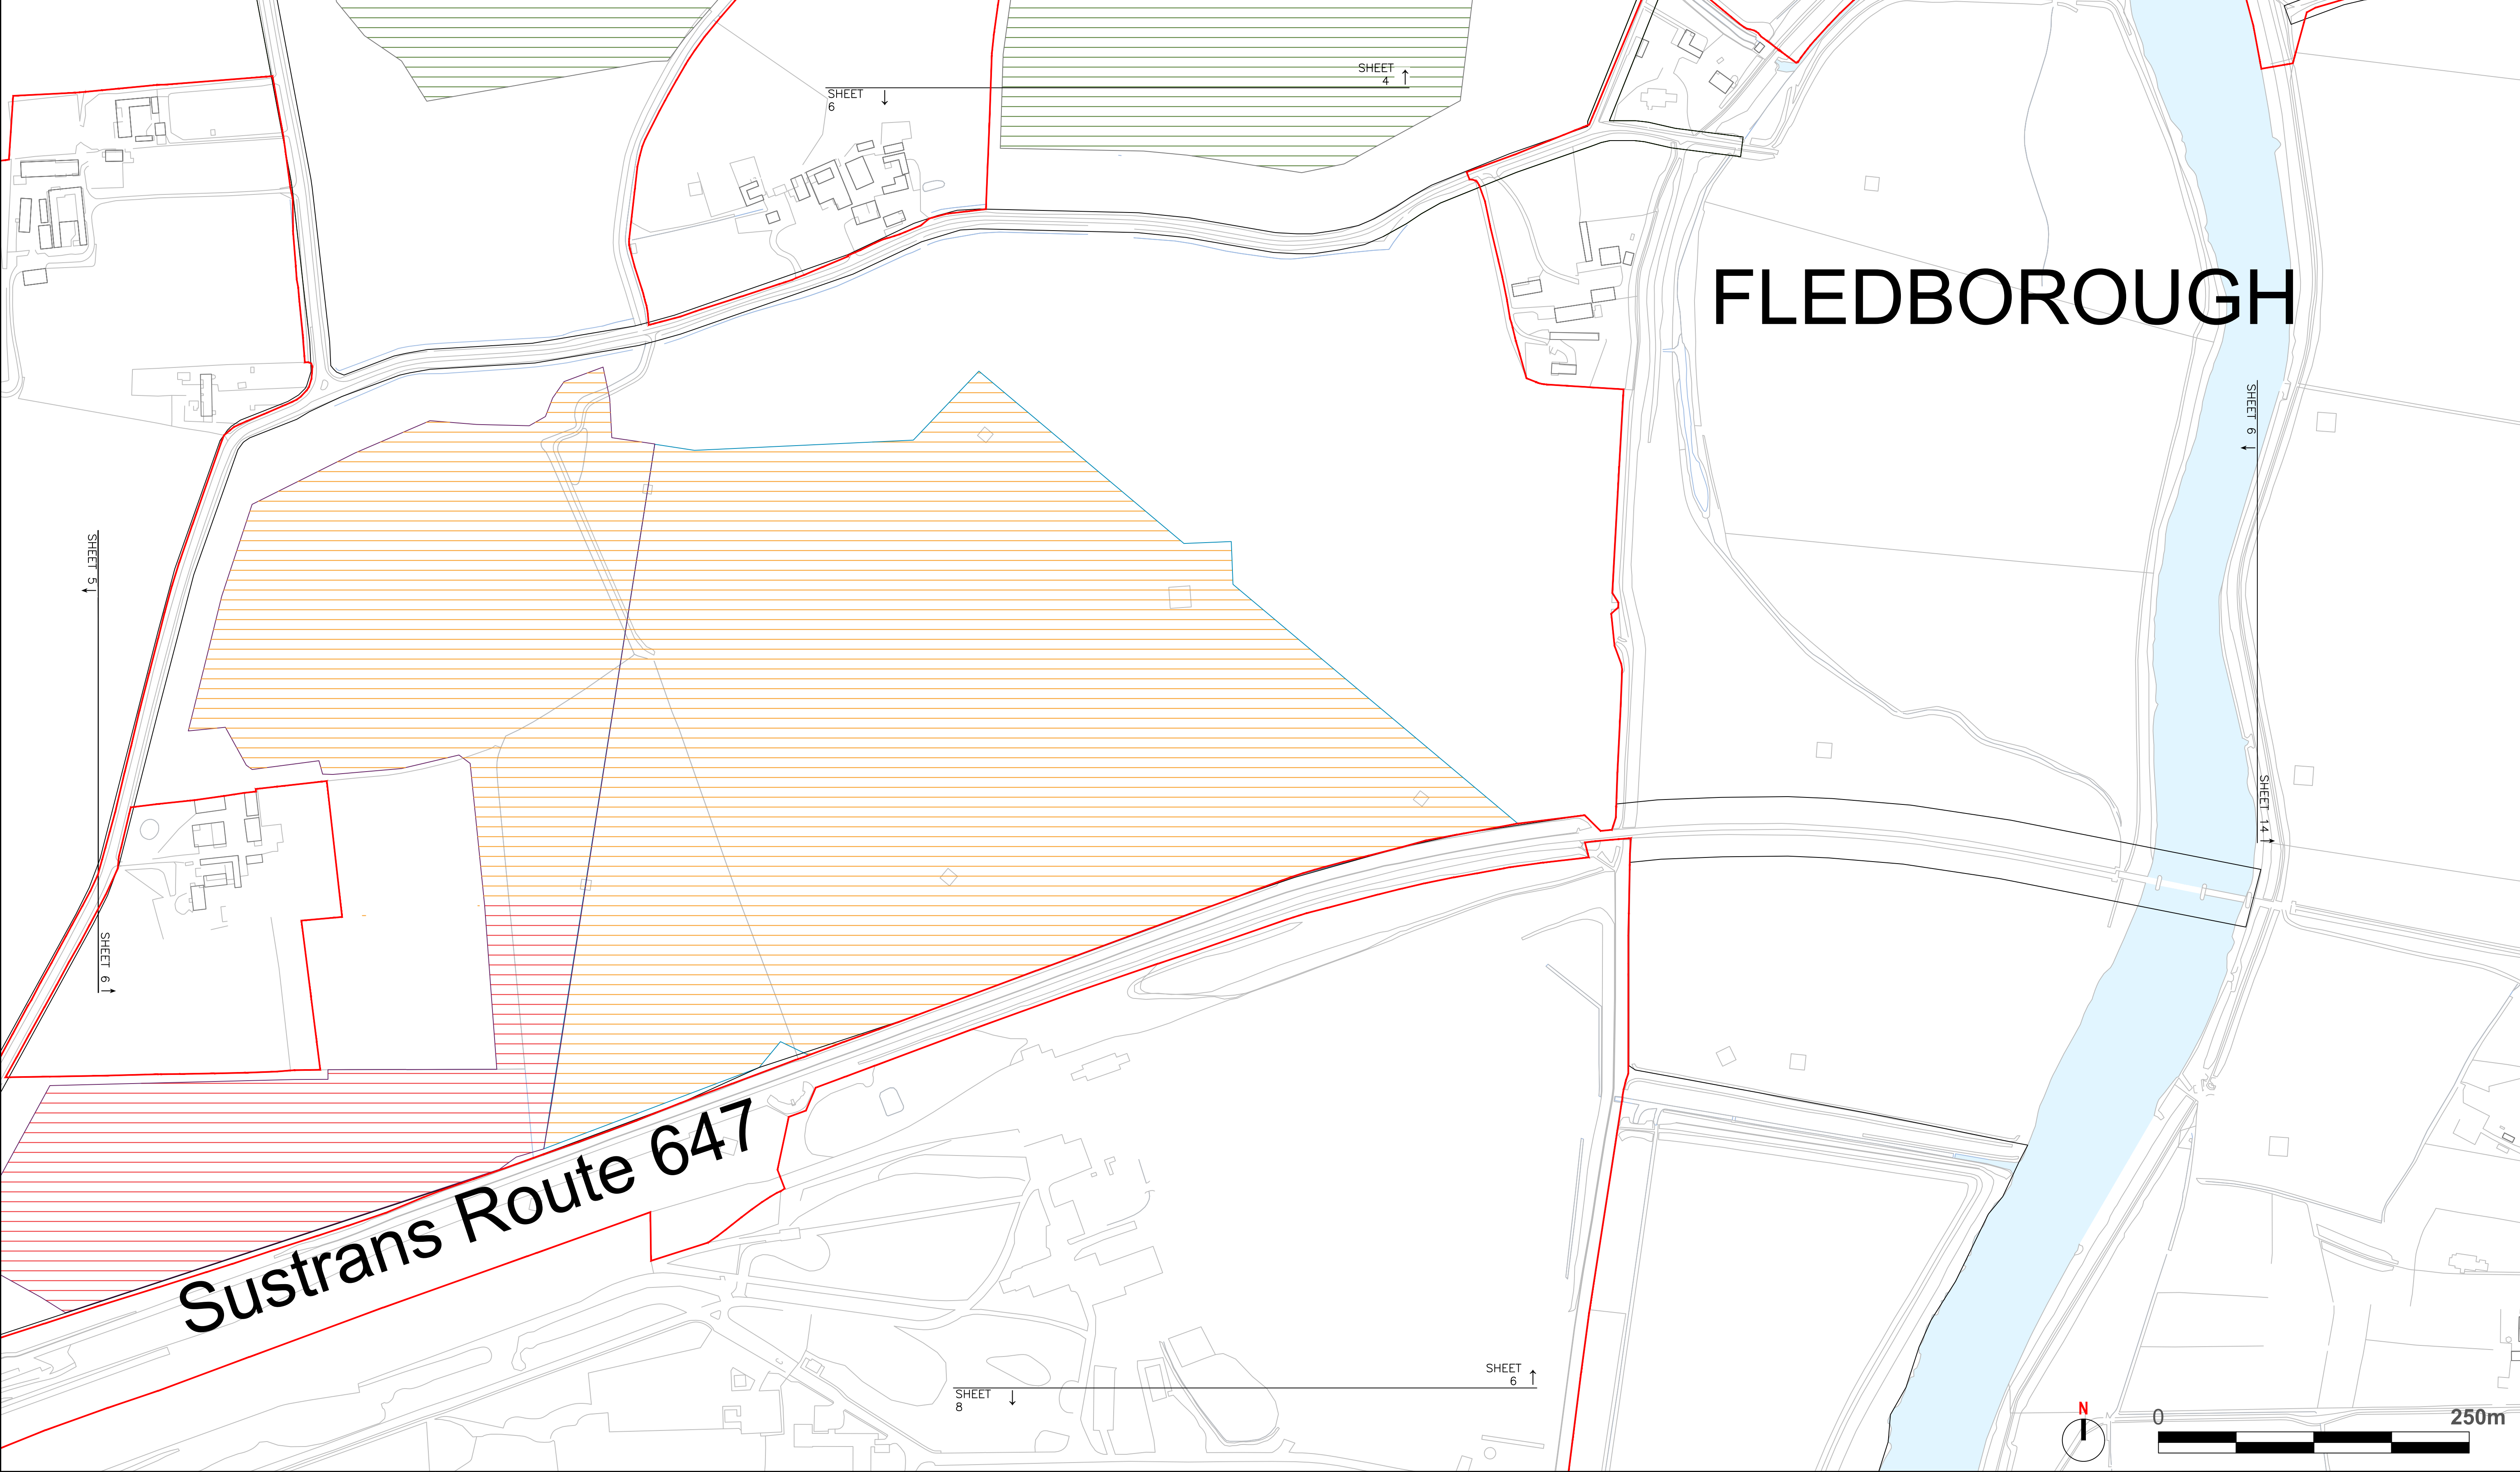 SHEET
4
SHEET
6
FLEDBOROUGH
SHEET 6
SHEET 5
SHEET 14
SHEET 6
Sustrans Route 647
SHEET
6
SHEET
8
N
0
250m